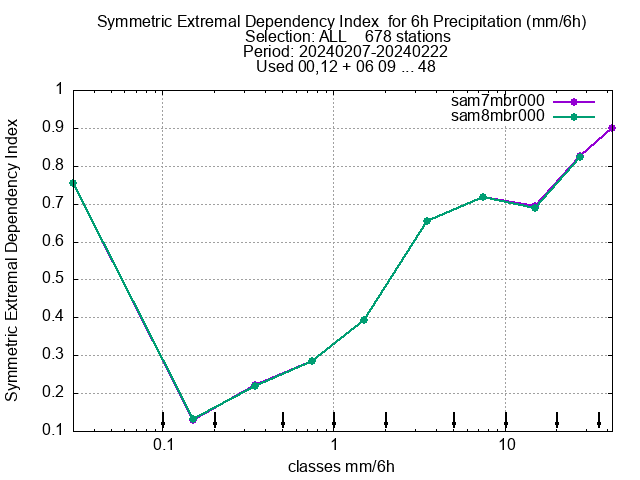 Symmetric Extremal Dependency Index  for 6h Precipitation (mm/6h)
Selection: ALL    678 stations
Period: 20240207-20240222
Used 00,12 + 06 09 ... 48
sam7mbr000
sam8mbr000
Symmetric Extremal Dependency Index
1
0.9
0.8
0.7
0.6
0.5
0.4
0.3
0.2
0.1
0.1 1 10
classes mm/6h